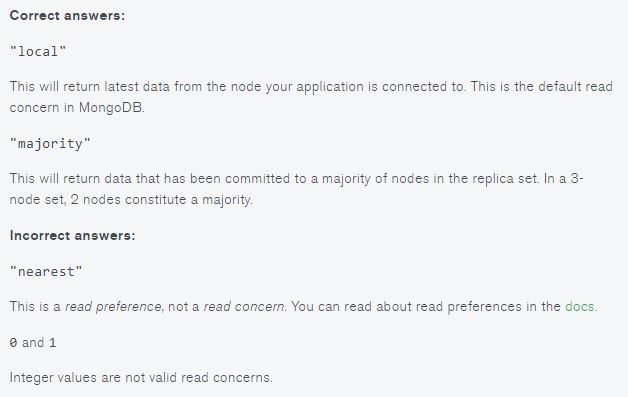 Correct answers:
"local"
This will return latest data from the node your application is connected to. This is the default read
concern in MongoDB.
"majority"
This will return data that has been committed to a majority of nodes in the replica set. In a 3-
node set, 2 nodes constitute a majority.
Incorrect answers:
"nearest"
This is a read preference, not a read concern. You can read about read preferences in the docs.
0 and 1
Integer values are not valid read concerns.